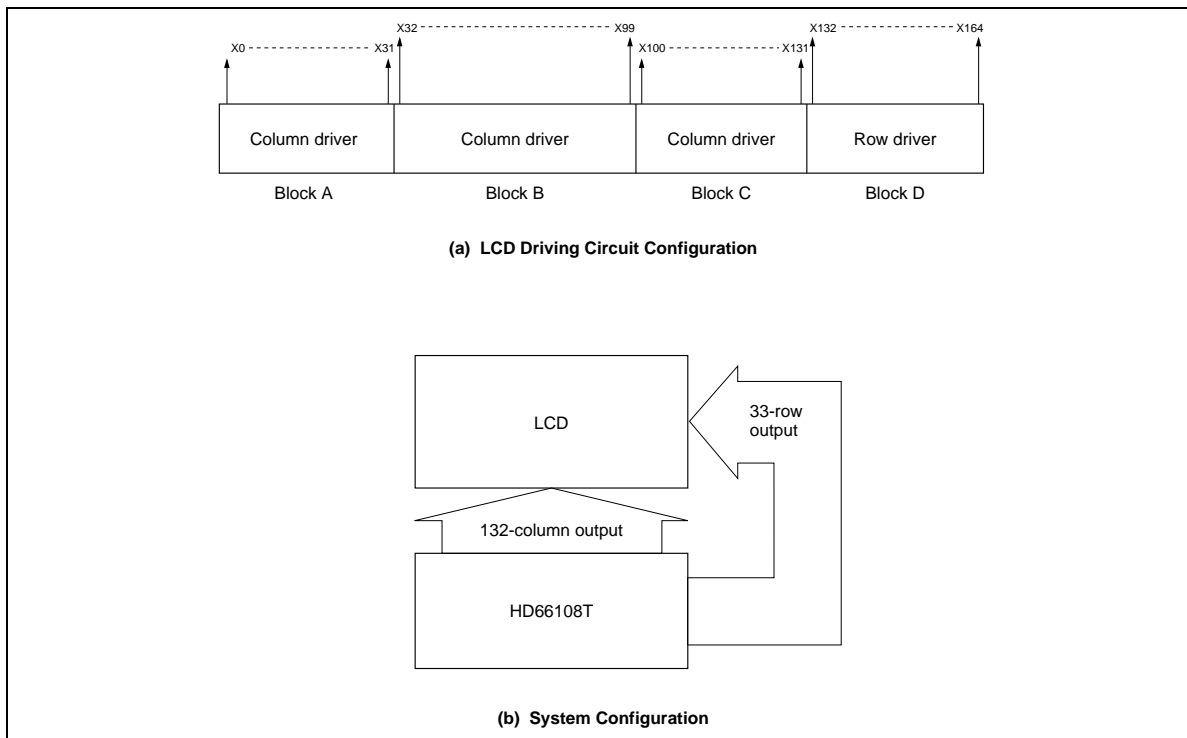 X0 X31 X32 X99 X100 X131 X132 X164
Column driver Column driver Column driver Row driver
Block A Block B Block C Block D
(a) LCD Driving Circuit Configuration
LCD
33-row
output
132-column output
HD66108T
(b) System Configuration